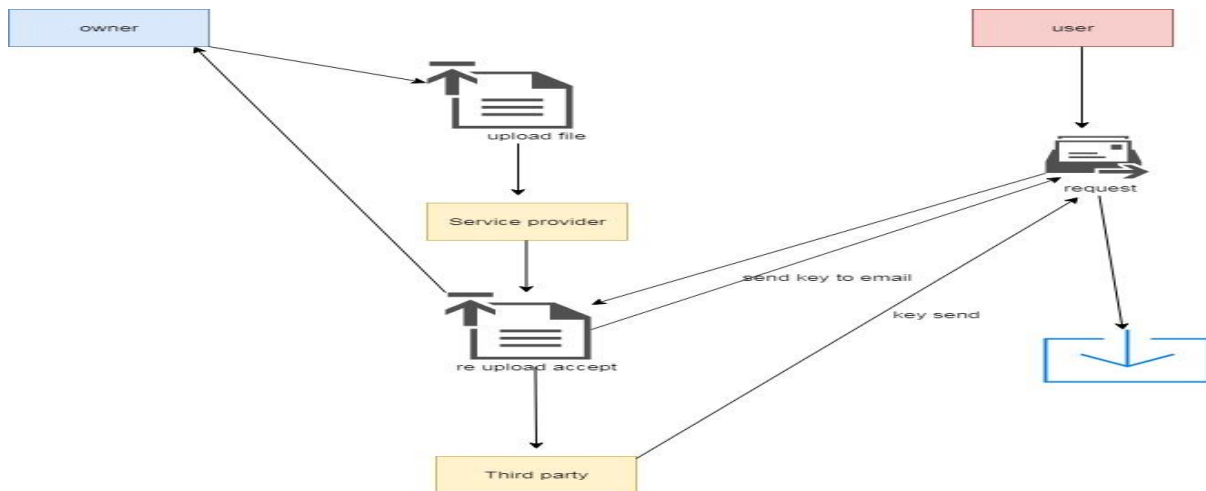 owner
user
upload file
request
Service provider
send key to email
key send
re upload accept
Third party